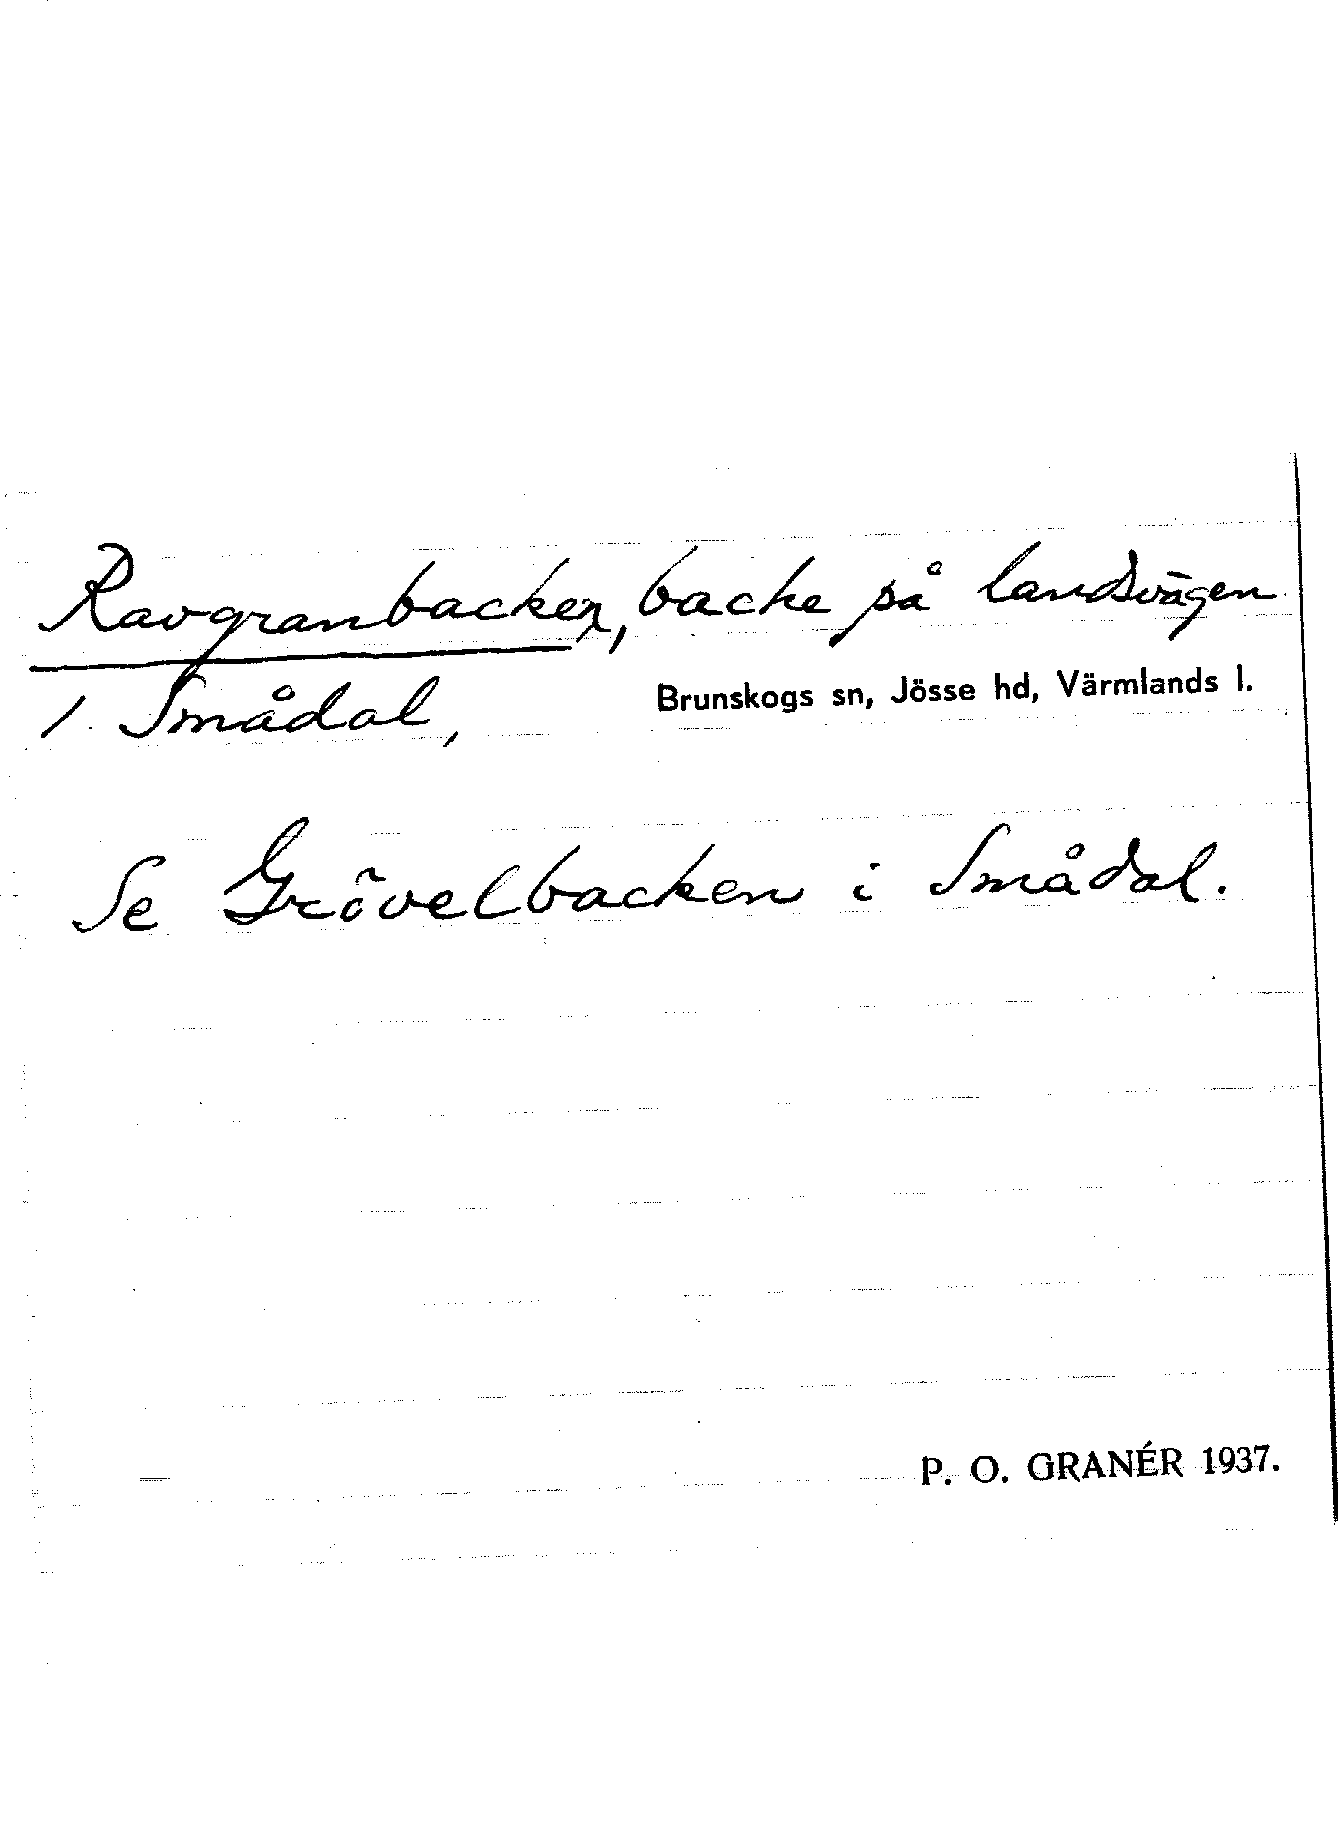 Ravgranbacken, backe på landsvägen
i Smådal, Brunskogs sn, Jösse hd, Värmlands l.
Se Grövelbacken i Smådal.
P. O. GRANÉR 1937.